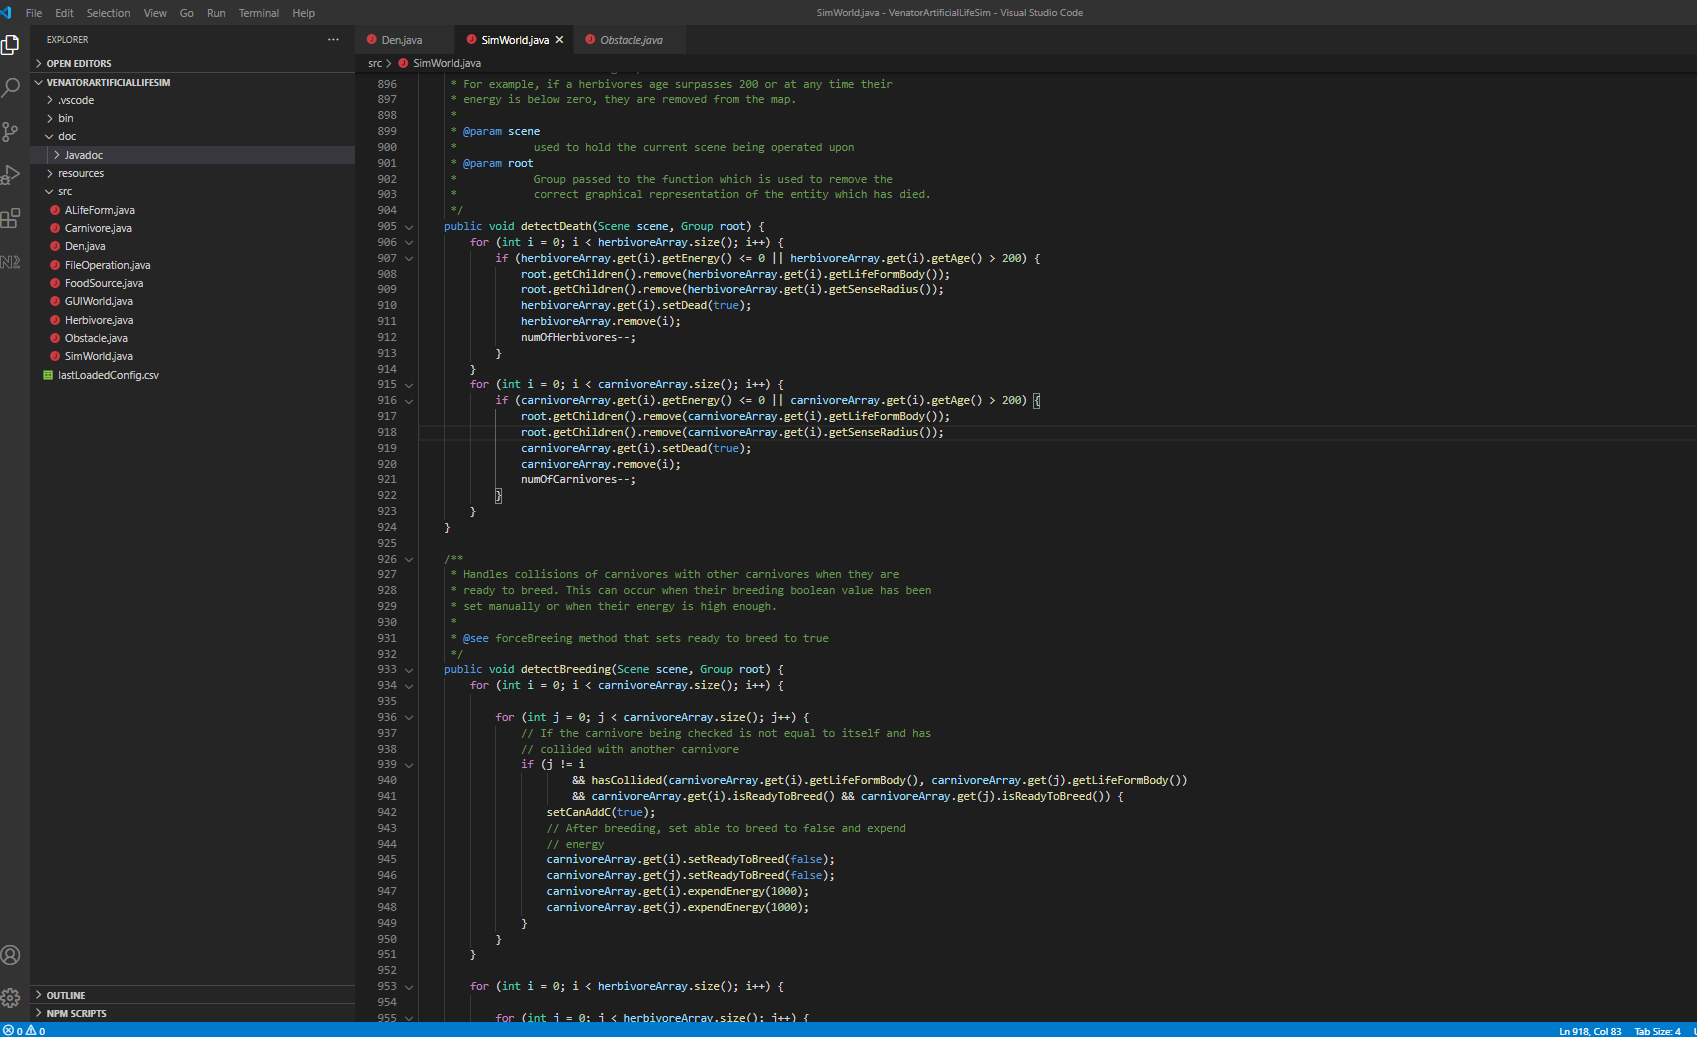 File Edit Selection View Go Run Terminal Help
SimWorld.java - VenatorArtificialLifeSim - Visual Studio Code
EXPLORER ...
OPEN EDITORS
VENATORARTIFICIALLIFESIM
.vscode
bin
doc
Javadoc
resources
src
ALifeForm.java
Carnivore.java
Den.java
FileOperation.java
FoodSource.java
GUIWorld.java
Herbivore.java
Obstacle.java
SimWorld.java
lastLoadedConfig.csv
OUTLINE
NPM SCRIPTS
Den.java SimWorld.java Obstacle.java
src > SimWorld.java
896 * For example, if a herbivores age surpasses 200 or at any time their
897 * energy is below zero, they are removed from the map.
898 *
899 * @param scene
900 * used to hold the current scene being operated upon
901 * @param root
902 * Group passed to the function which is used to remove the
903 * correct graphical representation of the entity which has died.
904 */
905 public void detectDeath(Scene scene, Group root) {
906 for (int i = 0; i < herbivoreArray.size(); i++) {
907 if (herbivoreArray.get(i).getEnergy() <= 0 || herbivoreArray.get(i).getAge() > 200) {
908 root.getChildren().remove(herbivoreArray.get(i).getLifeFormBody());
909 root.getChildren().remove(herbivoreArray.get(i).getSenseRadius());
910 herbivoreArray.get(i).setDead(true);
911 herbivoreArray.remove(i);
912 numOfHerbivores--;
913 }
914 }
915 for (int i = 0; i < carnivoreArray.size(); i++) {
916 if (carnivoreArray.get(i).getEnergy() <= 0 || carnivoreArray.get(i).getAge() > 200) {
917 root.getChildren().remove(carnivoreArray.get(i).getLifeFormBody());
918 root.getChildren().remove(carnivoreArray.get(i).getSenseRadius());
919 carnivoreArray.get(i).setDead(true);
920 carnivoreArray.remove(i);
921 numOfCarnivores--;
922 }
923 }
924 }
925
926 /**
927 * Handles collisions of carnivores with other carnivores when they are
928 * ready to breed. This can occur when their breeding boolean value has been
929 * set manually or when their energy is high enough.
930 *
931 * @see forceBreeing method that sets ready to breed to true
932 */
933 public void detectBreeding(Scene scene, Group root) {
934 for (int i = 0; i < carnivoreArray.size(); i++) {
935
936 for (int j = 0; j < carnivoreArray.size(); j++) {
937 // If the carnivore being checked is not equal to itself and has
938 // collided with another carnivore
939 if (j != i
940 && hasCollided(carnivoreArray.get(i).getLifeFormBody(), carnivoreArray.get(j).getLifeFormBody())
941 && carnivoreArray.get(i).isReadyToBreed() && carnivoreArray.get(j).isReadyToBreed()) {
942 setCanAddC(true);
943 // After breeding, set able to breed to false and expend
944 // energy
945 carnivoreArray.get(i).setReadyToBreed(false);
946 carnivoreArray.get(j).setReadyToBreed(false);
947 carnivoreArray.get(i).expendEnergy(1000);
948 carnivoreArray.get(j).expendEnergy(1000);
949 }
950 }
951 }
952
953 for (int i = 0; i < herbivoreArray.size(); i++) {
954
955 for (int j = 0; j < herbivoreArray.size(); j++) {
0 0 Ln 918, Col 83 Tab Size: 4